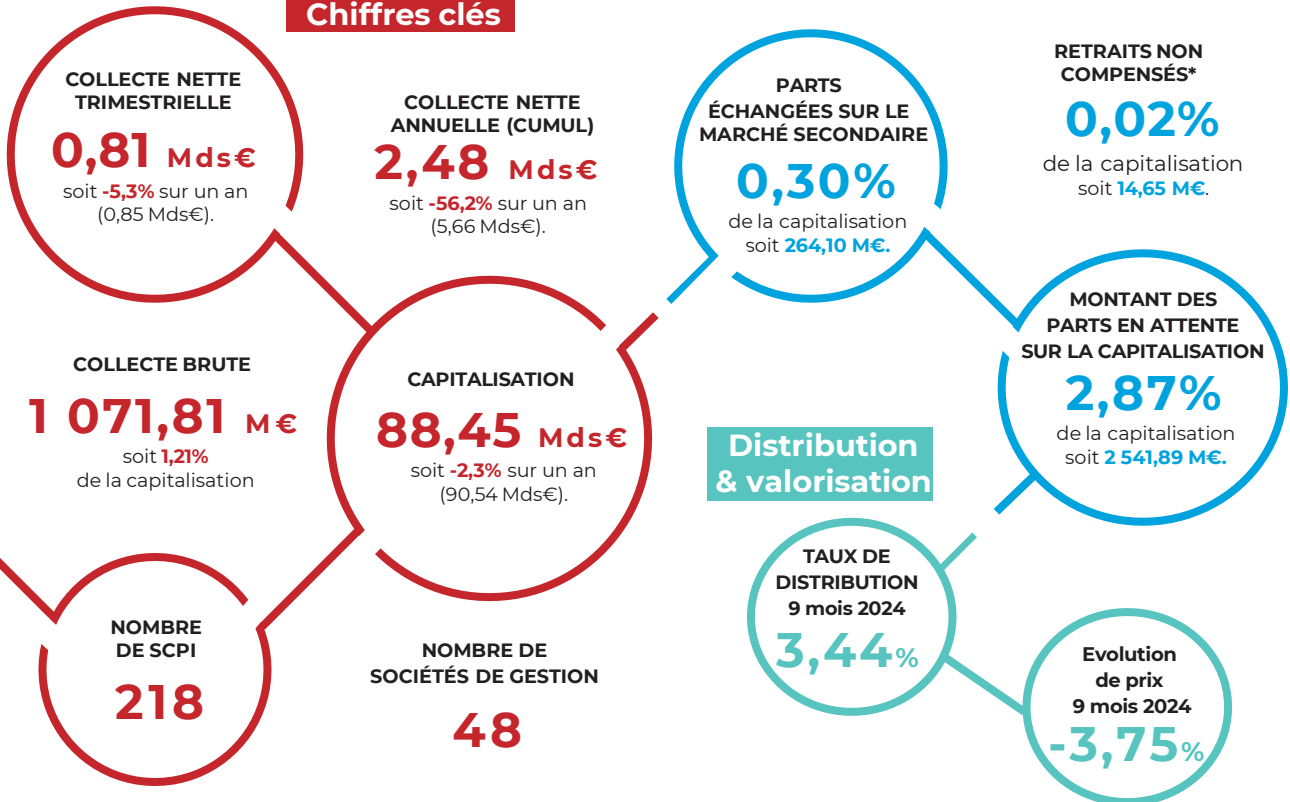 Chiffres clés
COLLECTE NETTE
TRIMESTRIELLE
0,81 Mds€
soit -5,3% sur un an
(0,85 Mds€).
COLLECTE NETTE
ANNUELLE (CUMUL)
2,48 Mds€
soit -56,2% sur un an
(5,66 Mds€).
COLLECTE BRUTE
1 071,81 M€
soit 1,21%
de la capitalisation
CAPITALISATION
88,45 Mds€
soit -2,3% sur un an
(90,54 Mds€).
NOMBRE
DE SCPI
218
NOMBRE DE
SOCIÉTÉS DE GESTION
48
PARTS
ÉCHANGÉES SUR LE
MARCHÉ SECONDAIRE
0,30%
de la capitalisation
soit 264,10 M€.
RETRAITS NON
COMPENSÉS*
0,02%
de la capitalisation
soit 14,65 M€.
MONTANT DES
PARTS EN ATTENTE
SUR LA CAPITALISATION
2,87%
de la capitalisation
soit 2 541,89 M€.
Distribution
& valorisation
TAUX DE
DISTRIBUTION
9 mois 2024
3,44%
Evolution
de prix
9 mois 2024
-3,75%